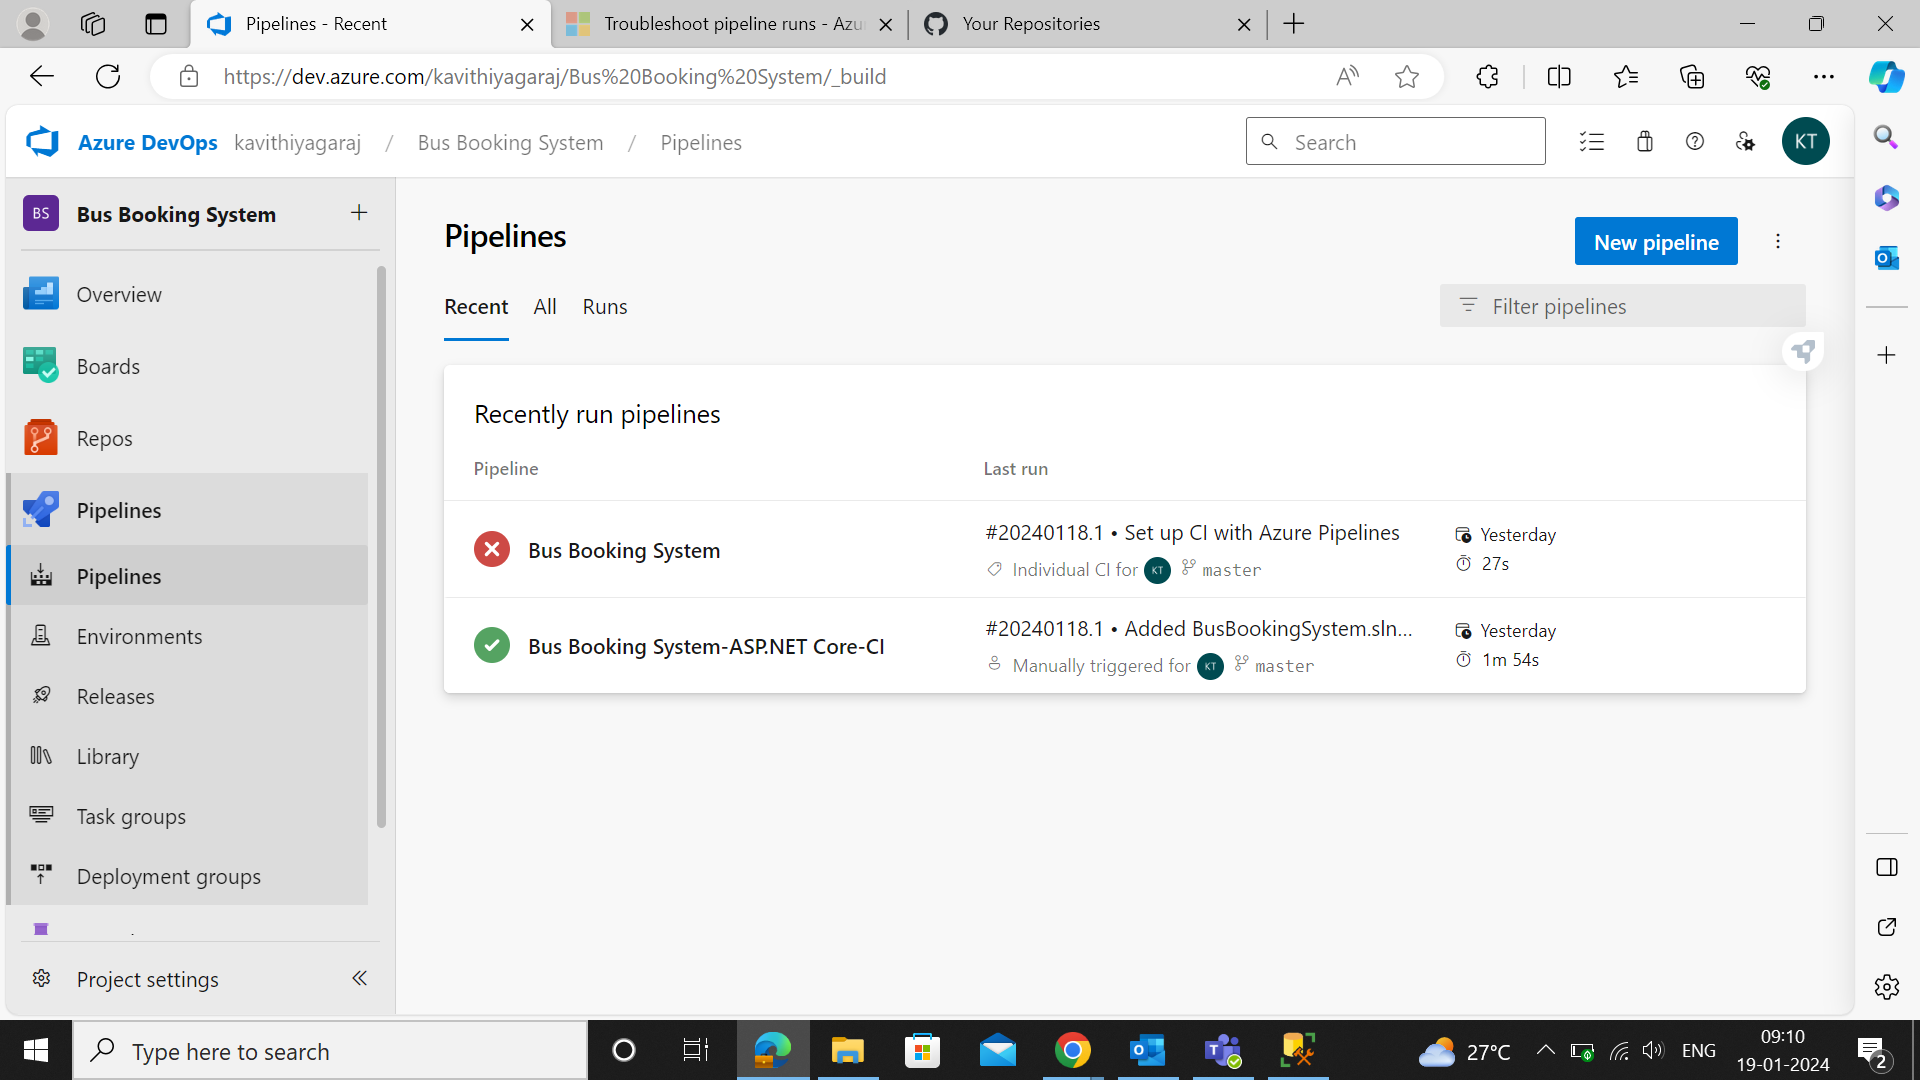 Pipelines - Recent
Troubleshoot pipeline runs - Azu
Your Repositories
https://dev.azure.com/kavithiyagaraj/Bus%20Booking%20System/_build
Azure DevOps kavithiyagaraj / Bus Booking System / Pipelines
Search
KT
BS Bus Booking System
Overview
Boards
Repos
Pipelines
Pipelines
Environments
Releases
Library
Task groups
Deployment groups
Project settings
Pipelines
New pipeline
Recent All Runs
Filter pipelines
Recently run pipelines
Pipeline Last run
Bus Booking System
#20240118.1 • Set up CI with Azure Pipelines
Individual CI for KT master
Yesterday
27s
Bus Booking System-ASP.NET Core-CI
#20240118.1 • Added BusBookingSystem.sln...
Manually triggered for KT master
Yesterday
1m 54s
Type here to search
27°C
ENG
09:10
19-01-2024
2